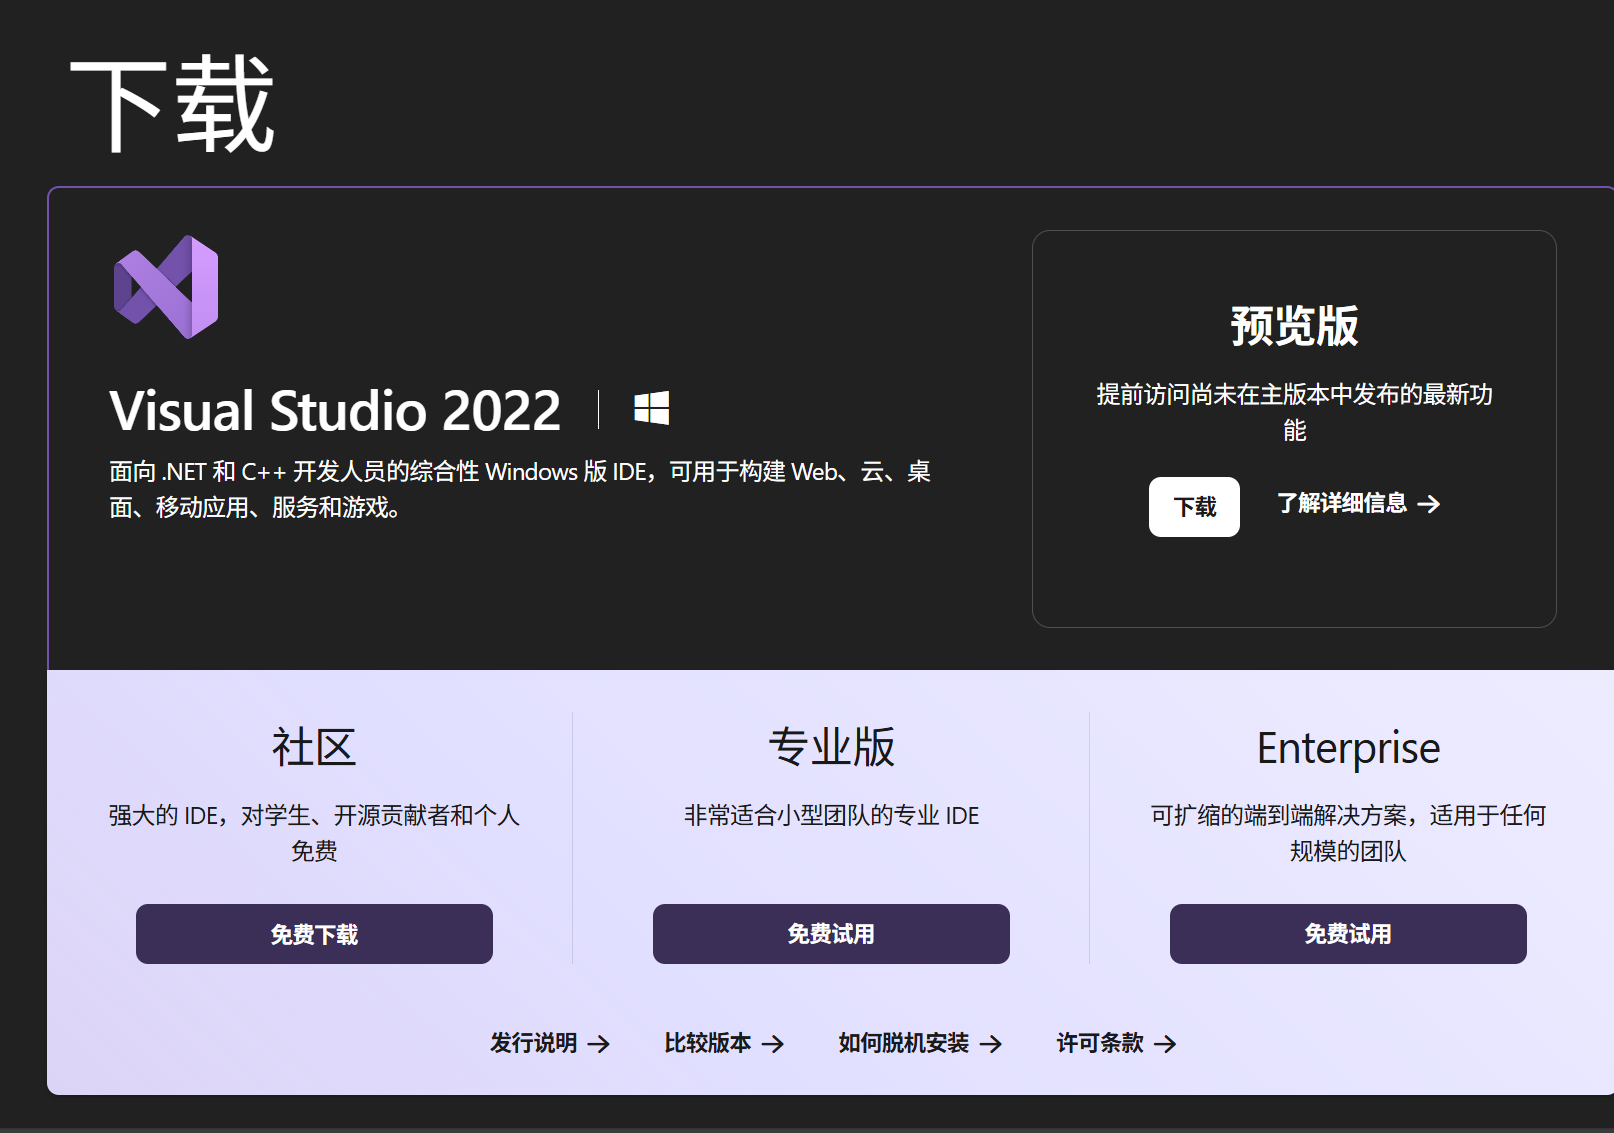 下载
Visual Studio 2022
面向 .NET 和 C++ 开发人员的综合性 Windows 版 IDE，可用于构建 Web、云、桌
面、移动应用、服务和游戏。
预览版
提前访问尚未在主版本中发布的最新功
能
下载
了解详细信息
社区
强大的 IDE，对学生、开源贡献者和个人
免费
免费下载
专业版
非常适合小型团队的专业 IDE
免费试用
Enterprise
可扩缩的端到端解决方案，适用于任何
规模的团队
免费试用
发行说明
比较版本
如何脱机安装
许可条款